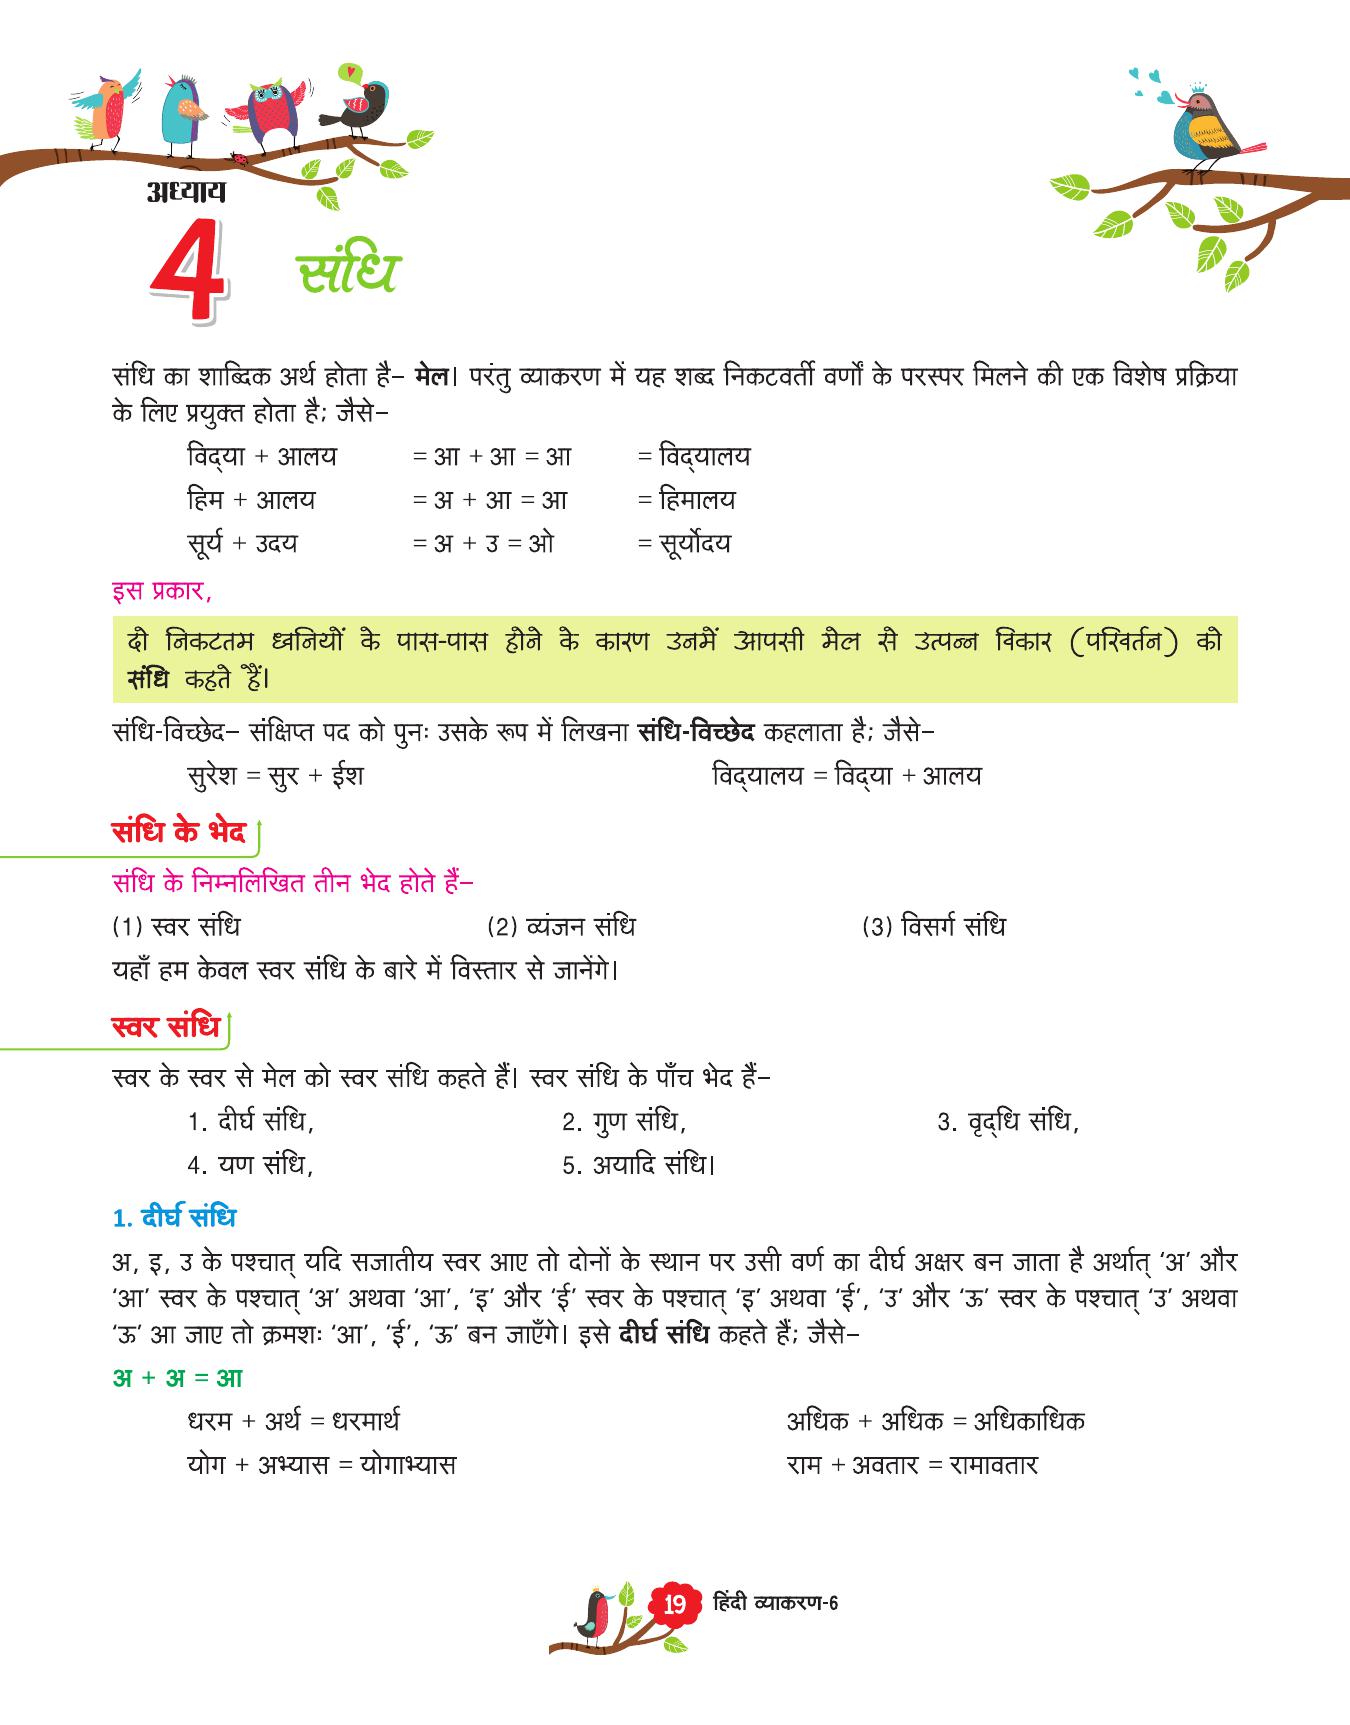 अध्याय
4 संधि
संधि का शाब्दिक अर्थ होता है– मेल। परंतु व्याकरण में यह शब्द निकटवर्ती वर्णों के परस्पर मिलने की एक विशेष प्रक्रिया
के लिए प्रयुक्त होता है; जैसे–
विद्‌या + आलय = आ + आ = आ = विद्‌यालय
हिम + आलय = अ + आ = आ = हिमालय
सूर्य + उदय = अ + उ = ओ = सूर्योदय
इस प्रकार,
दो निकटतम ध्वनियों के पास-पास होने के कारण उनमें आपसी मेल से उत्पन्न विकार (परिवर्तन) को
संधि कहते हैं।
संधि-विच्छेद– संक्षिप्त पद को पुनः उसके रूप में लिखना संधि-विच्छेद कहलाता है; जैसे–
सुरेश = सुर + ईश विद्‌यालय = विद्‌या + आलय
संधि के भेद
संधि के निम्नलिखित तीन भेद होते हैं–
(1) स्वर संधि (2) व्यंजन संधि (3) विसर्ग संधि
यहाँ हम केवल स्वर संधि के बारे में विस्तार से जानेंगे।
स्वर संधि
स्वर के स्वर से मेल को स्वर संधि कहते हैं। स्वर संधि के पाँच भेद हैं–
1. दीर्घ संधि, 2. गुण संधि, 3. वृद्‌धि संधि,
4. यण संधि, 5. अयादि संधि।
1. दीर्घ संधि
अ, इ, उ के पश्चात् यदि सजातीय स्वर आए तो दोनों के स्थान पर उसी वर्ण का दीर्घ अक्षर बन जाता है अर्थात् ‘अ’ और
‘आ’ स्वर के पश्चात् ‘अ’ अथवा ‘आ’, ‘इ’ और ‘ई’ स्वर के पश्चात् ‘इ’ अथवा ‘ई’, ‘उ’ और ‘ऊ’ स्वर के पश्चात् ‘उ’ अथवा
‘ऊ’ आ जाए तो क्रमशः ‘आ’, ‘ई’, ‘ऊ’ बन जाएँगे। इसे दीर्घ संधि कहते हैं; जैसे–
अ + अ = आ
धरम + अर्थ = धरमार्थ अधिक + अधिक = अधिकाधिक
योग + अभ्यास = योगाभ्यास राम + अवतार = रामावतार
19 हिंदी व्याकरण-6